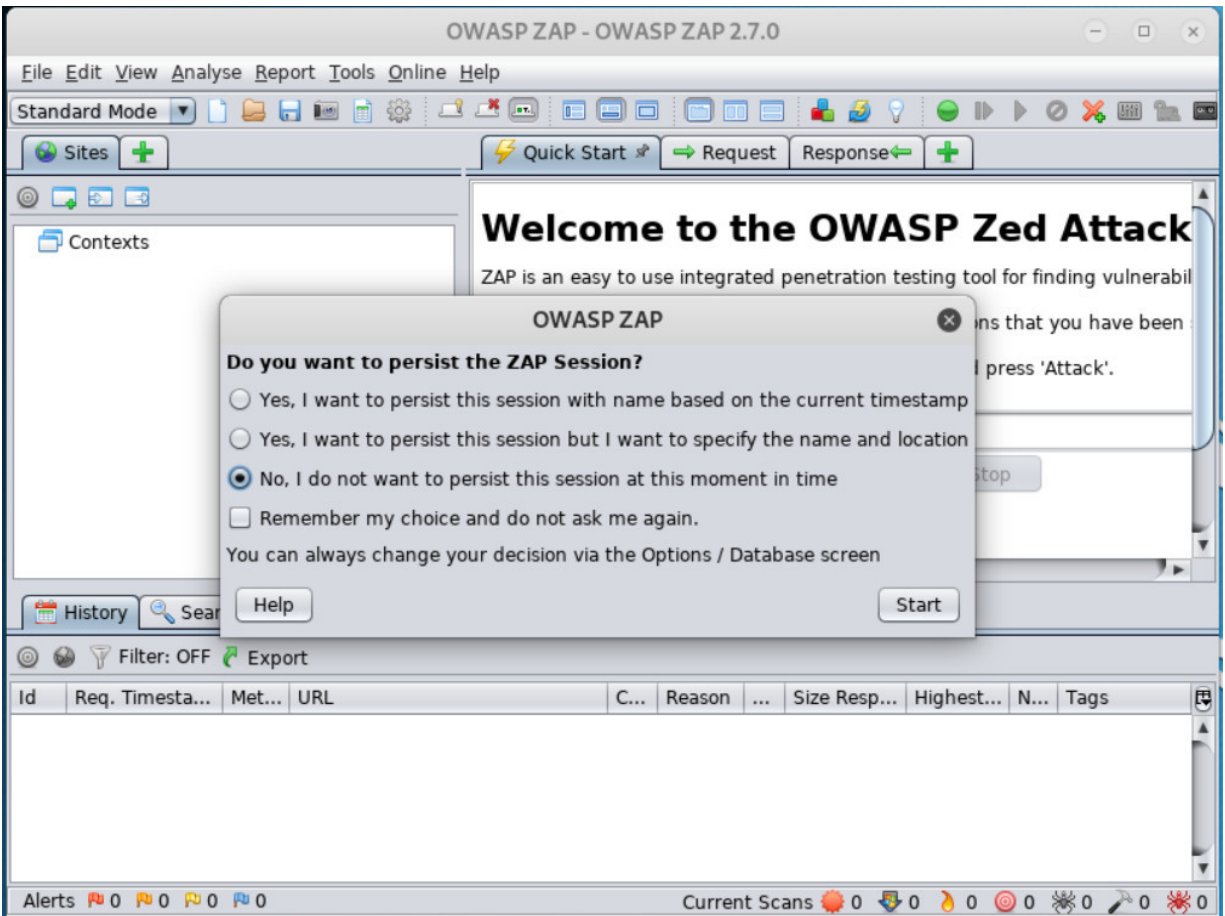 OWASP ZAP - OWASP ZAP 2.7.0
File Edit View Analyse Report Tools Online Help
Standard Mode
Sites
Quick Start Request Response
Contexts
Welcome to the OWASP Zed Attack
ZAP is an easy to use integrated penetration testing tool for finding vulnerabil
ons that you have been
press 'Attack'.
OWASP ZAP
Do you want to persist the ZAP Session?
Yes, I want to persist this session with name based on the current timestamp
Yes, I want to persist this session but I want to specify the name and location
No, I do not want to persist this session at this moment in time
Remember my choice and do not ask me again.
You can always change your decision via the Options / Database screen
Help
Start
Stop
History Sear
Filter: OFF Export
Id Req. Timesta... Met... URL C... Reason ... Size Resp... Highest... N... Tags
Alerts 0 0 0 0 Current Scans 0 0 0 0 0 0 0